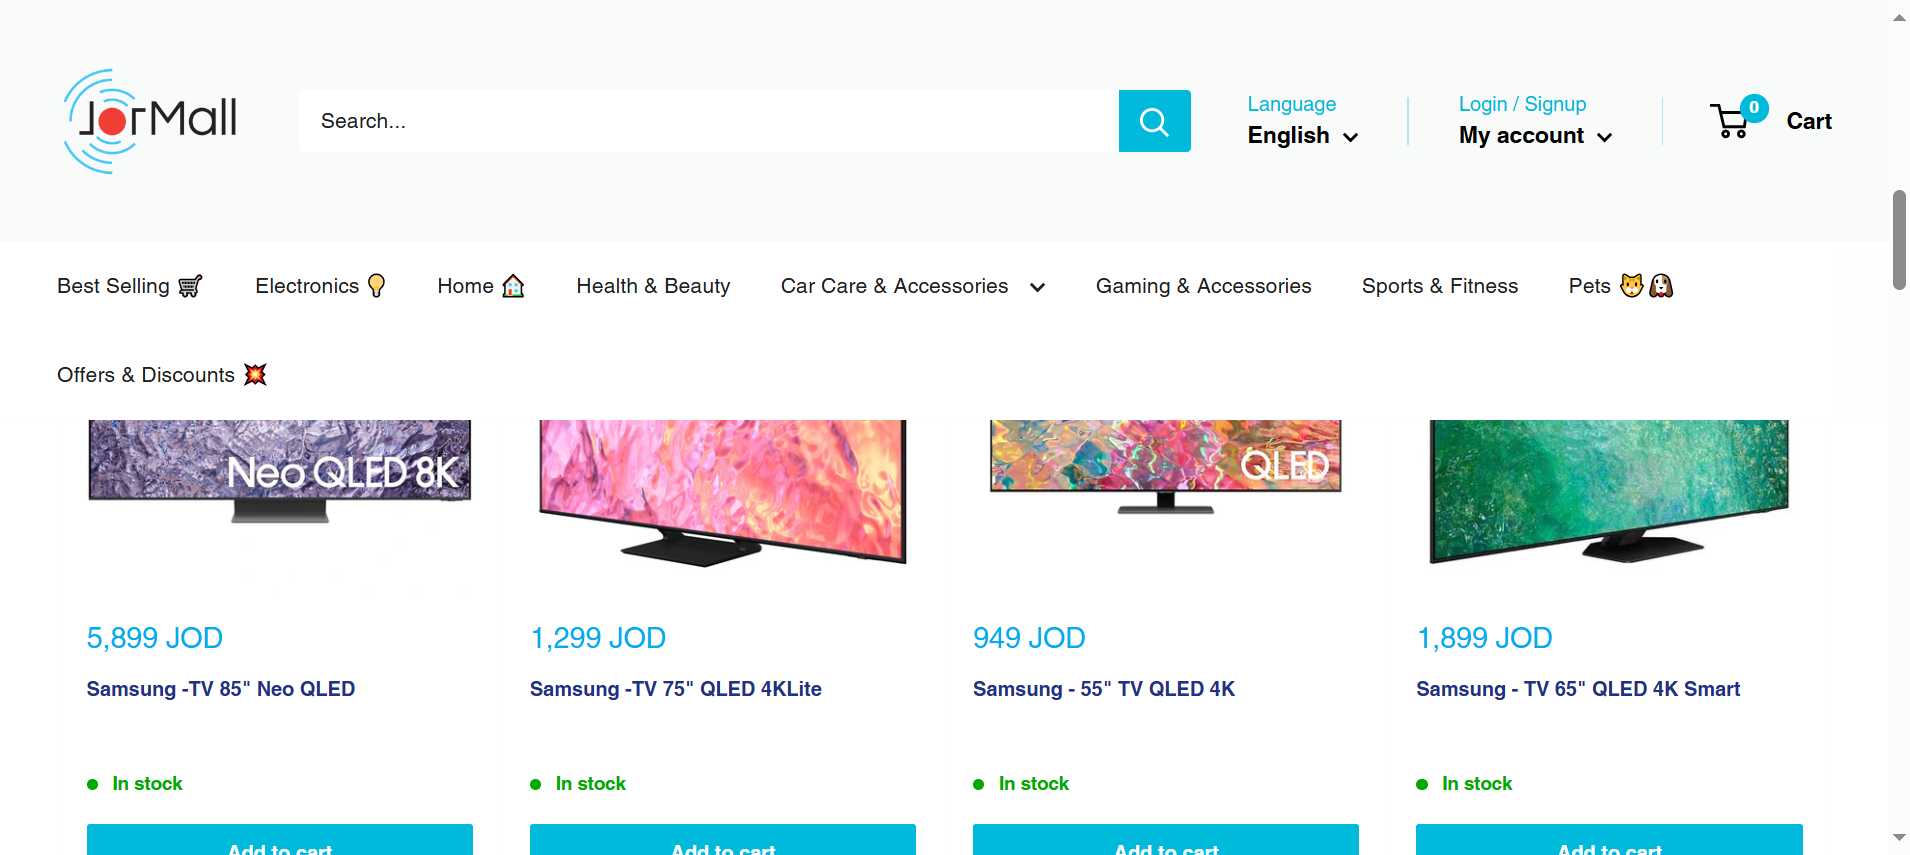 JorMall
Search...
Language
English
Login / Signup
My account
0
Cart
Best Selling
Electronics
Home
Health & Beauty
Car Care & Accessories
Gaming & Accessories
Sports & Fitness
Pets
Offers & Discounts
Neo QLED 8K
QLED
5,899 JOD
1,299 JOD
949 JOD
1,899 JOD
Samsung -TV 85" Neo QLED
Samsung -TV 75" QLED 4KLite
Samsung - 55" TV QLED 4K
Samsung - TV 65" QLED 4K Smart
In stock
In stock
In stock
In stock
Add to cart
Add to cart
Add to cart
Add to cart